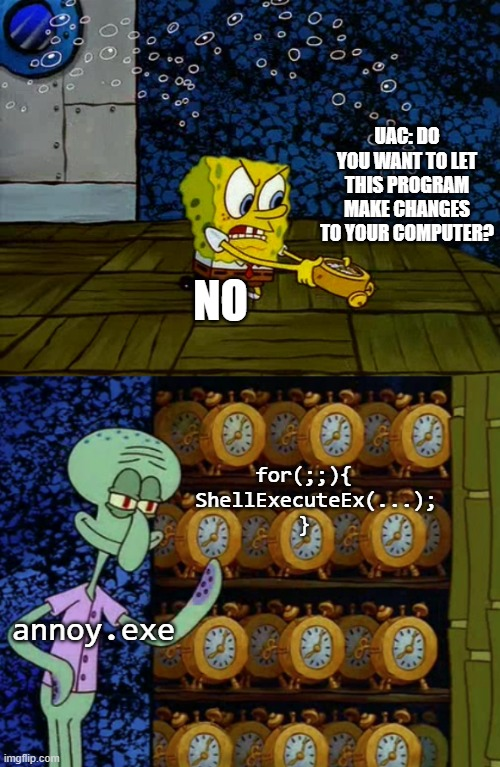 UAC: DO
YOU WANT TO LET
THIS PROGRAM
MAKE CHANGES
TO YOUR COMPUTER?
NO
for(;;){
ShellExecuteEx(...);
}
annoy.exe
imgflip.com